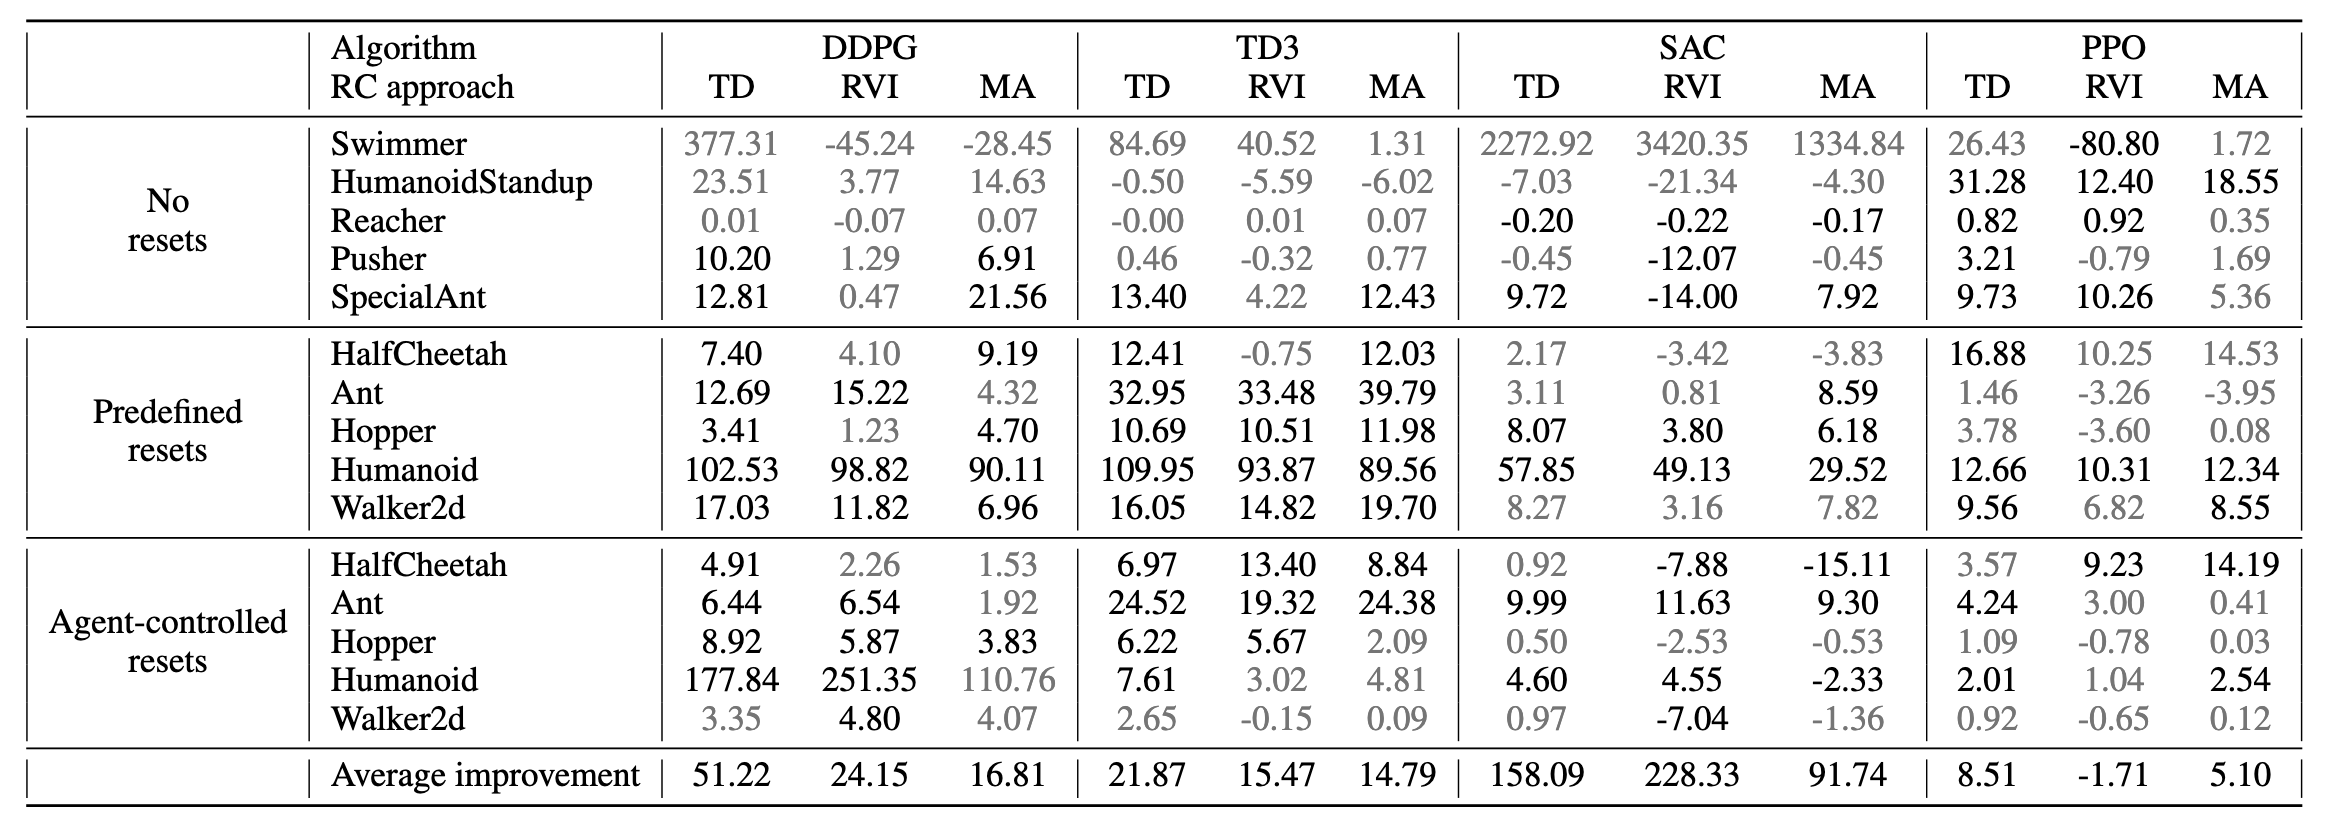 Algorithm DDPG TD3 SAC PPO
RC approach TD RVI MA TD RVI MA TD RVI MA TD RVI MA
No resets
Swimmer 377.31 -45.24 -28.45 84.69 40.52 1.31 2272.92 3420.35 1334.84 26.43 -80.80 1.72
HumanoidStandup 23.51 3.77 14.63 -0.50 -5.59 -6.02 -7.03 -21.34 -4.30 31.28 12.40 18.55
Reacher 0.01 -0.07 0.07 -0.00 0.01 0.07 -0.20 -0.22 -0.17 0.82 0.92 0.35
Pusher 10.20 1.29 6.91 0.46 -0.32 0.77 -0.45 -12.07 -0.45 3.21 -0.79 1.69
SpecialAnt 12.81 0.47 21.56 13.40 4.22 12.43 9.72 -14.00 7.92 9.73 10.26 5.36
Predefined resets
HalfCheetah 7.40 4.10 9.19 12.41 -0.75 12.03 2.17 -3.42 -3.83 16.88 10.25 14.53
Ant 12.69 15.22 4.32 32.95 33.48 39.79 3.11 0.81 8.59 1.46 -3.26 -3.95
Hopper 3.41 1.23 4.70 10.69 10.51 11.98 8.07 3.80 6.18 3.78 -3.60 0.08
Humanoid 102.53 98.82 90.11 109.95 93.87 89.56 57.85 49.13 29.52 12.66 10.31 12.34
Walker2d 17.03 11.82 6.96 16.05 14.82 19.70 8.27 3.16 7.82 9.56 6.82 8.55
Agent-controlled resets
HalfCheetah 4.91 2.26 1.53 6.97 13.40 8.84 0.92 -7.88 -15.11 3.57 9.23 14.19
Ant 6.44 6.54 1.92 24.52 19.32 24.38 9.99 11.63 9.30 4.24 3.00 0.41
Hopper 8.92 5.87 3.83 6.22 5.67 2.09 0.50 -2.53 -0.53 1.09 -0.78 0.03
Humanoid 177.84 251.35 110.76 7.61 3.02 4.81 4.60 4.55 -2.33 2.01 1.04 2.54
Walker2d 3.35 4.80 4.07 2.65 -0.15 0.09 0.97 -7.04 -1.36 0.92 -0.65 0.12
Average improvement 51.22 24.15 16.81 21.87 15.47 14.79 158.09 228.33 91.74 8.51 -1.71 5.10